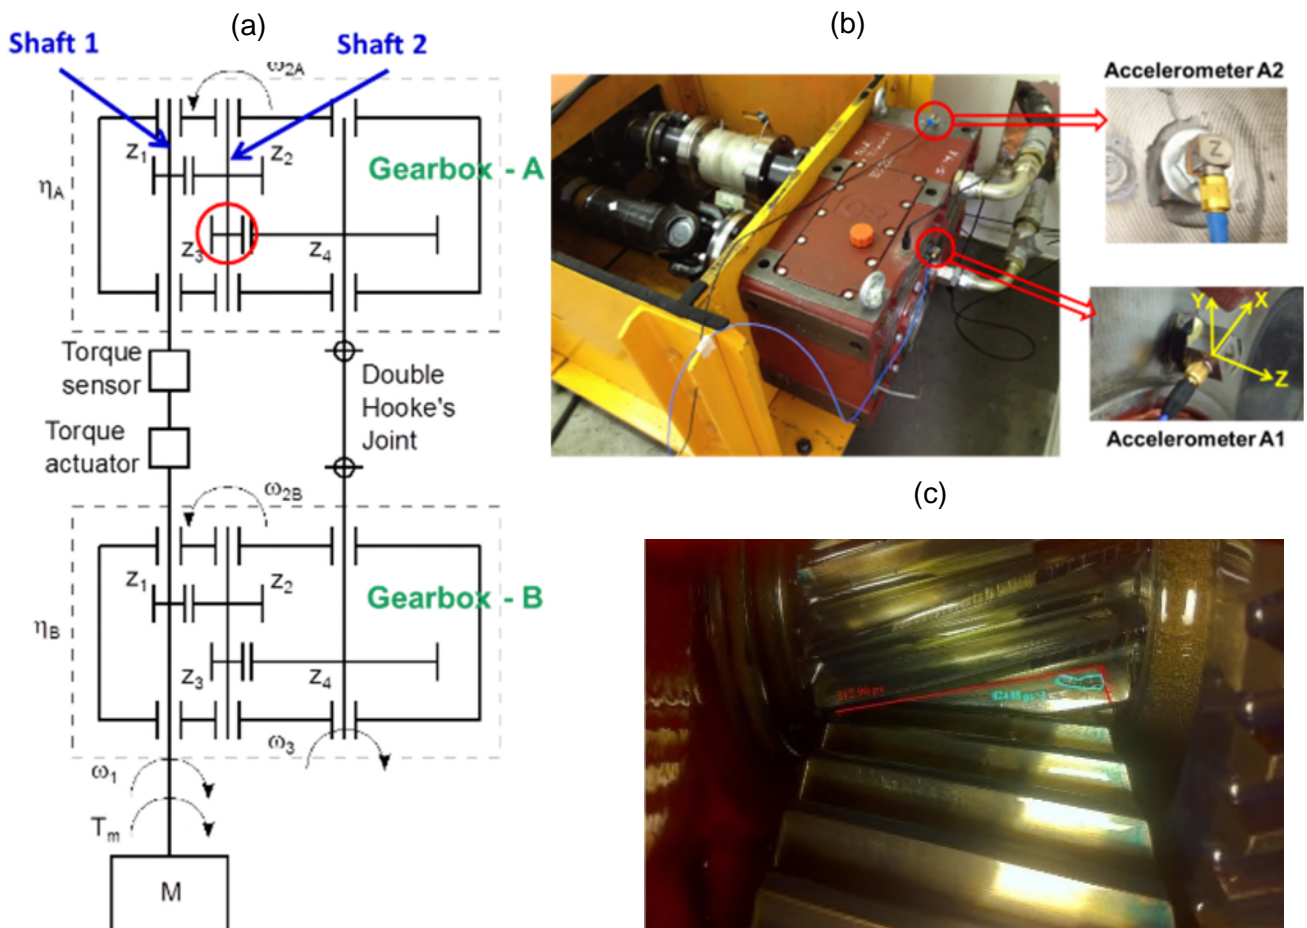 (a)
Shaft 1
Shaft 2
ω2A
z1
z2
Gearbox - A
ηA
z3
z4
Torque
sensor
Double
Hooke's
Joint
Torque
actuator
ω2B
z1
z2
Gearbox - B
ηB
z3
z4
ω3
ω1
Tm
M
(b)
Accelerometer A2
Z
Y
X
Z
Accelerometer A1
(c)